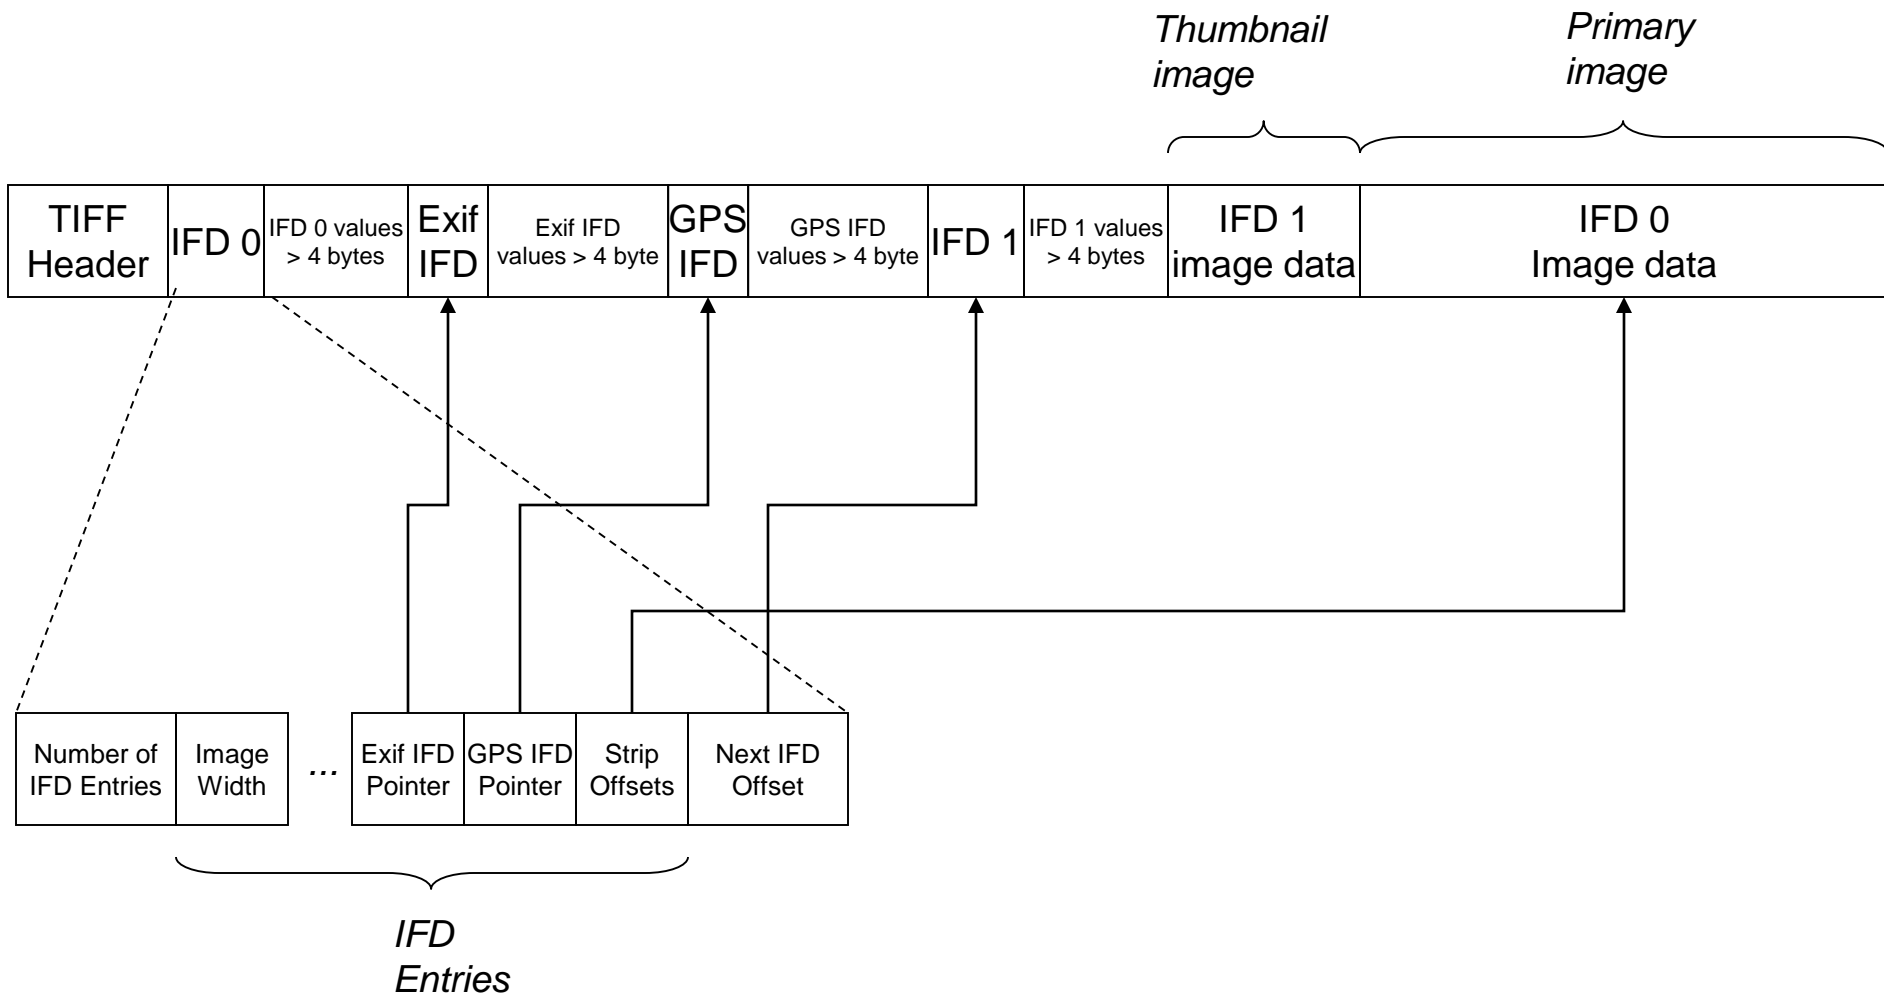 Thumbnail
image
Primary
image
TIFF
Header
IFD 0
IFD 0 values
> 4 bytes
Exif
IFD
Exif IFD
values > 4 byte
GPS
IFD
GPS IFD
values > 4 byte
IFD 1
IFD 1 values
> 4 bytes
IFD 1
image data
IFD 0
Image data
Number of
IFD Entries
Image
Width
...
Exif IFD
Pointer
GPS IFD
Pointer
Strip
Offsets
Next IFD
Offset
IFD
Entries